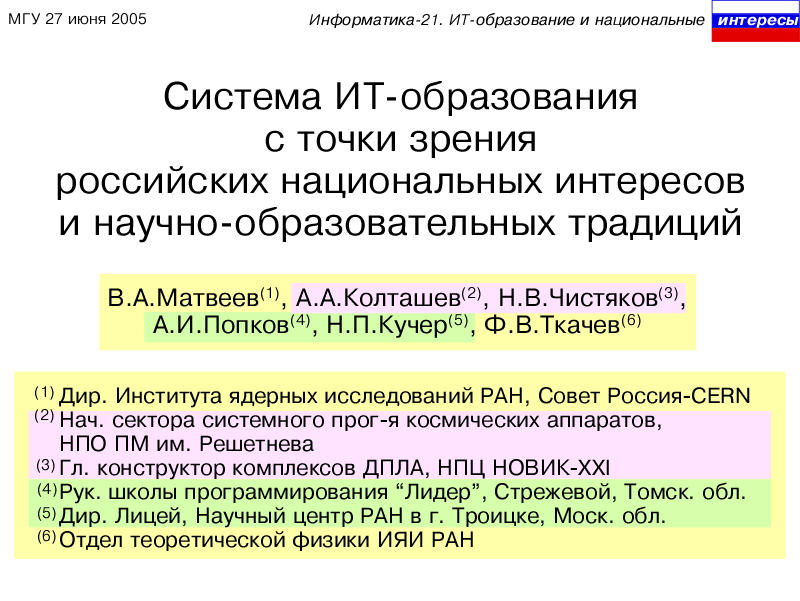 МГУ 27 июня 2005
Информатика-21. ИТ-образование и национальные интересы
Система ИТ-образования
с точки зрения
российских национальных интересов
и научно-образовательных традиций
В.А.Матвеев(1), А.А.Колташев(2), Н.В.Чистяков(3),
А.И.Попков(4), Н.П.Кучер(5), Ф.В.Ткачев(6)
(1) Дир. Института ядерных исследований РАН, Совет Россия-CERN
(2) Нач. сектора системного прог-я космических аппаратов,
НПО ПМ им. Решетнева
(3) Гл. конструктор комплексов ДПЛА, НПЦ НОВИК-XXI
(4) Рук. школы программирования “Лидер”, Стрежевой, Томск. обл.
(5) Дир. Лицей, Научный центр РАН в г. Троицке, Моск. обл.
(6) Отдел теоретической физики ИЯИ РАН